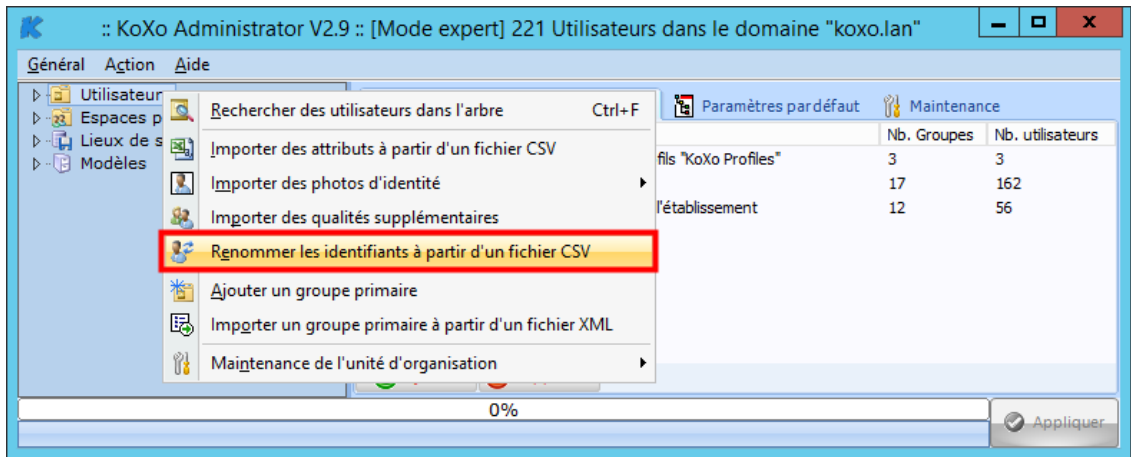 :: KoXo Administrator V2.9 :: [Mode expert] 221 Utilisateurs dans le domaine "koxo.lan"
Général Action Aide
Utilisateur
Espaces p
Lieux de s
Modèles
Rechercher des utilisateurs dans l'arbre Ctrl+F
Importer des attributs à partir d'un fichier CSV
Importer des photos d'identité
Importer des qualités supplémentaires
Renommer les identifiants à partir d'un fichier CSV
Ajouter un groupe primaire
Importer un groupe primaire à partir d'un fichier XML
Maintenance de l'unité d'organisation
Paramètres par défaut Maintenance
Nb. Groupes Nb. utilisateurs
fils "KoXo Profiles" 3 3
17 162
l'établissement 12 56
0%
Appliquer